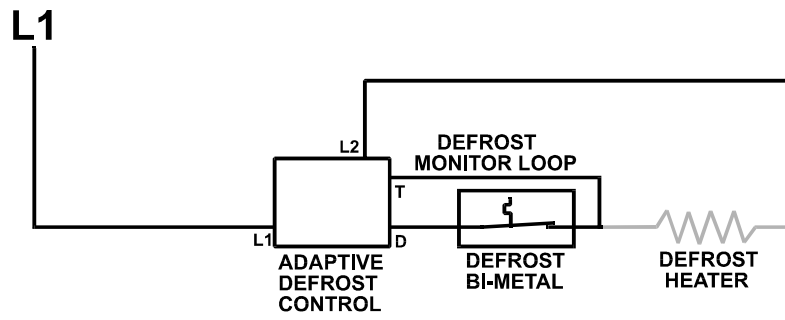 L1
L2
DEFROST
MONITOR LOOP
T
L1
D
ADAPTIVE
DEFROST
CONTROL
DEFROST
BI-METAL
DEFROST
HEATER